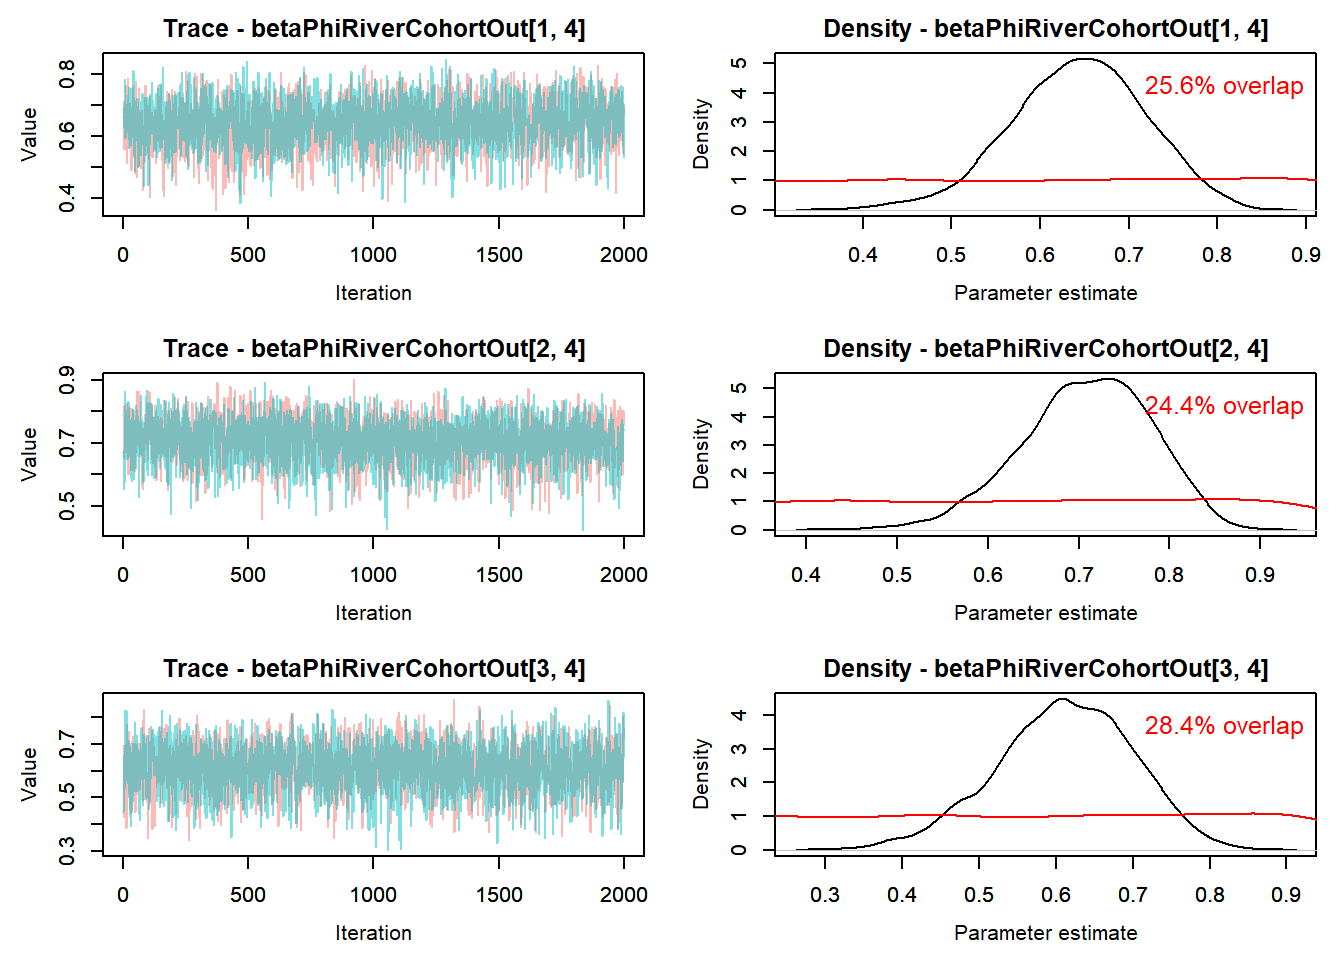 Trace - betaPhiRiverCohortOut[1, 4]
Value
0.4 0.6 0.8
0 500 1000 1500 2000
Iteration
Density - betaPhiRiverCohortOut[1, 4]
25.6% overlap
Density
0 1 2 3 4 5
0.4 0.5 0.6 0.7 0.8 0.9
Parameter estimate
Trace - betaPhiRiverCohortOut[2, 4]
Value
0.5 0.7 0.9
0 500 1000 1500 2000
Iteration
Density - betaPhiRiverCohortOut[2, 4]
24.4% overlap
Density
0 1 2 3 4 5
0.4 0.5 0.6 0.7 0.8 0.9
Parameter estimate
Trace - betaPhiRiverCohortOut[3, 4]
Value
0.3 0.5 0.7
0 500 1000 1500 2000
Iteration
Density - betaPhiRiverCohortOut[3, 4]
28.4% overlap
Density
0 1 2 3 4
0.3 0.4 0.5 0.6 0.7 0.8 0.9
Parameter estimate